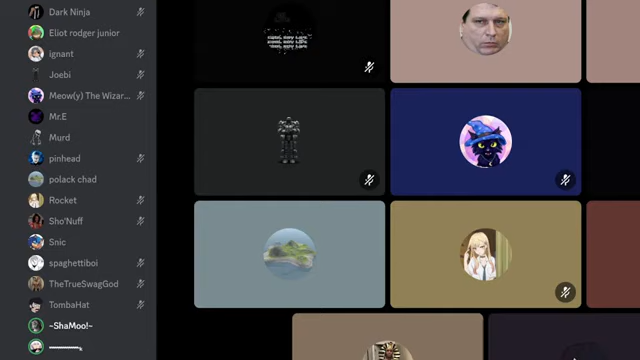 Dark Ninja
Eliot rodger junior
ignant
Joebi
Meow(y) The Wizar...
Mr.E
Murd
pinhead
polack chad
Rocket
Sho'Nuff
Snic
spaghettiboi
TheTrueSwagGod
TombaHat
~ShaMoo!~